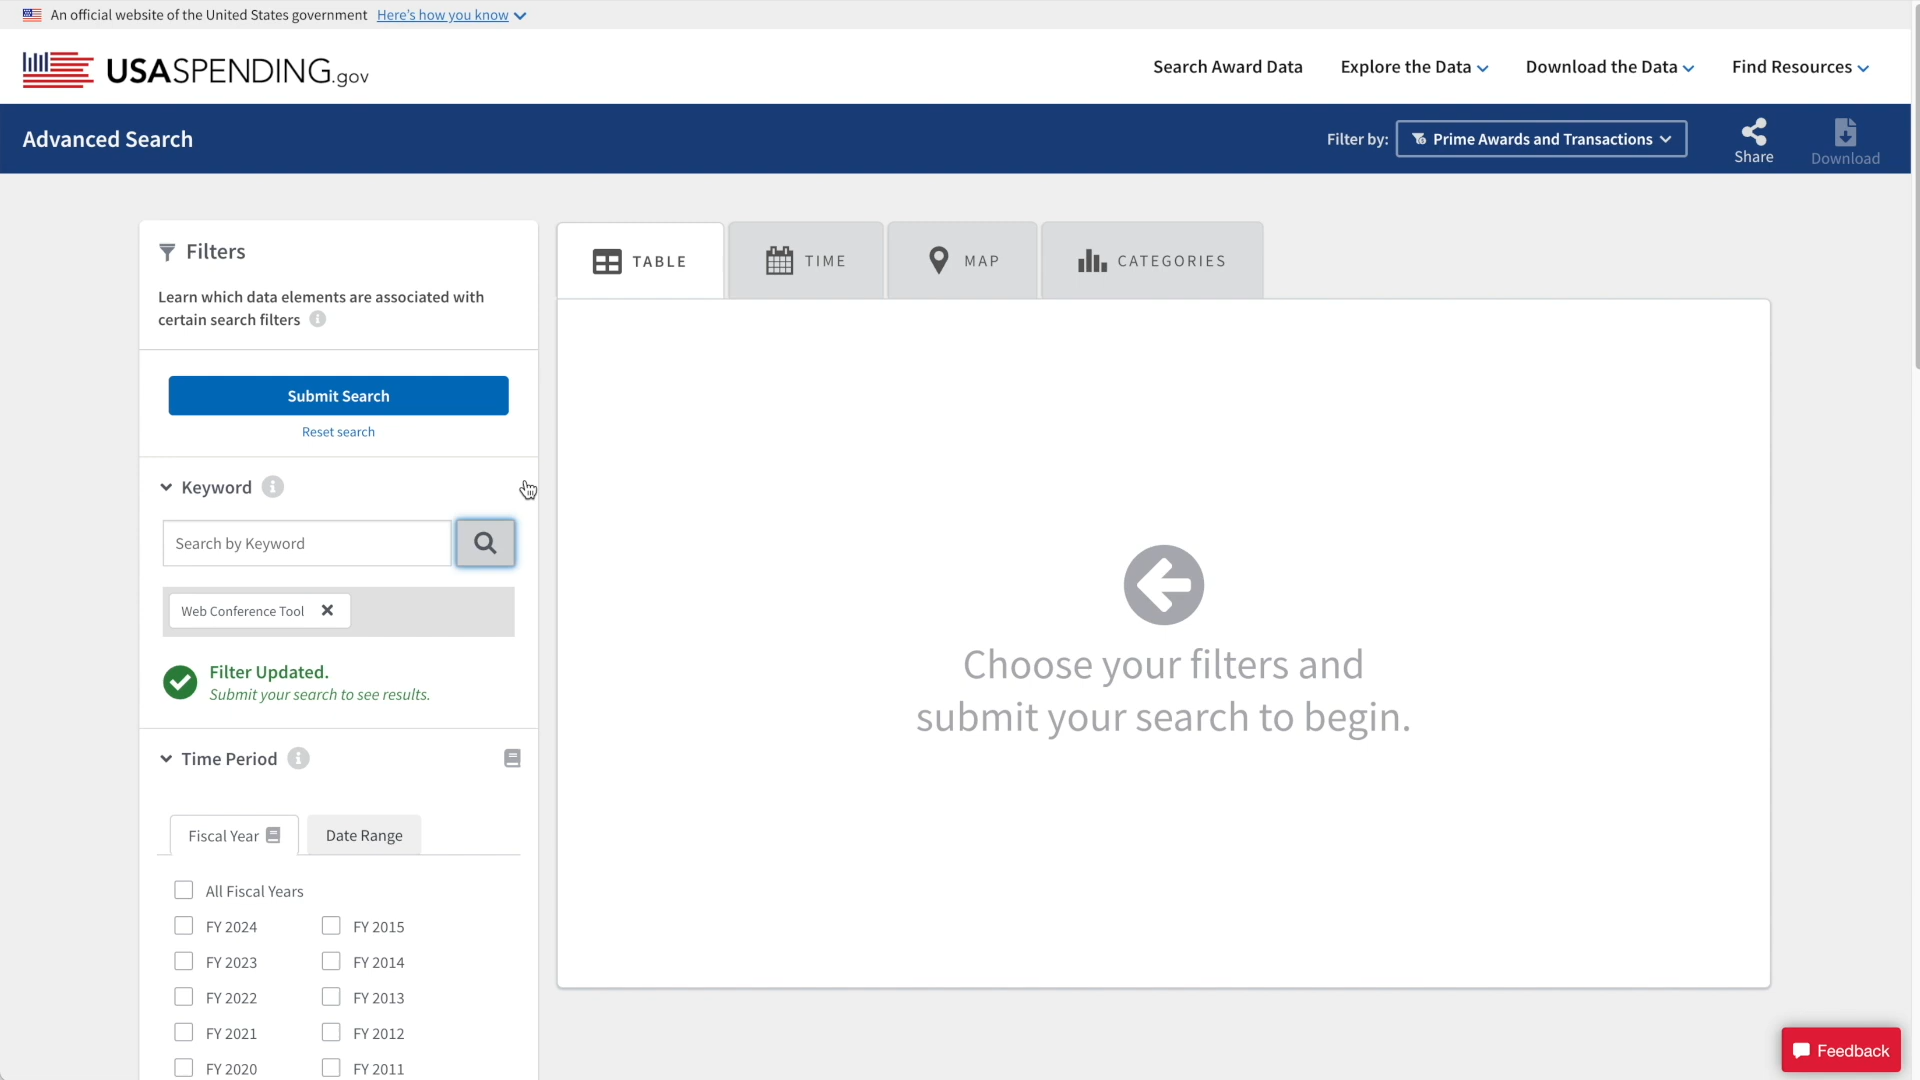 An official website of the United States government Here's how you know
USASPENDING.gov
Search Award Data
Explore the Data
Download the Data
Find Resources
Advanced Search
Filter by:
Prime Awards and Transactions
Share
Download
Filters
Learn which data elements are associated with
certain search filters
Submit Search
Reset search
Keyword
Search by Keyword
Web Conference Tool
Filter Updated.
Submit your search to see results.
Time Period
Fiscal Year
Date Range
All Fiscal Years
FY 2024
FY 2015
FY 2023
FY 2014
FY 2022
FY 2013
FY 2021
FY 2012
FY 2020
FY 2011
TABLE
TIME
MAP
CATEGORIES
Choose your filters and
submit your search to begin.
Feedback